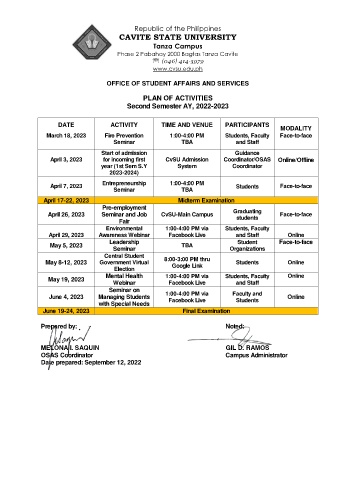 Republic of the Philippines
CAVITE STATE UNIVERSITY
Tanza Campus
Phase 2 Pabahay 2000 Bagtas Tanza Cavite
☎ (046) 414-3979
www.cvsu.edu.ph
OFFICE OF STUDENT AFFAIRS AND SERVICES
PLAN OF ACTIVITIES
Second Semester AY, 2022-2023
DATE ACTIVITY TIME AND VENUE PARTICIPANTS MODALITY
March 18, 2023 Fire Prevention Seminar 1:00-4:00 PM TBA Students, Faculty and Staff Face-to-face
April 3, 2023 Start of admission for incoming first year (1st Sem S.Y 2023-2024) CvSU Admission System Guidance Coordinator/OSAS Coordinator Online/Offline
April 7, 2023 Entrepreneurship Seminar 1:00-4:00 PM TBA Students Face-to-face
April 17-22, 2023 Midterm Examination
April 26, 2023 Pre-employment Seminar and Job Fair CvSU-Main Campus Graduating students Face-to-face
April 29, 2023 Environmental Awareness Webinar 1:00-4:00 PM via Facebook Live Students, Faculty and Staff Online
May 5, 2023 Leadership Seminar TBA Student Organizations Face-to-face
May 8-12, 2023 Central Student Government Virtual Election 8:00-3:00 PM thru Google Link Students Online
May 19, 2023 Mental Health Webinar 1:00-4:00 PM via Facebook Live Students, Faculty and Staff Online
June 4, 2023 Seminar on Managing Students with Special Needs 1:00-4:00 PM via Facebook Live Faculty and Students Online
June 19-24, 2023 Final Examination
Prepared by: Noted:
MELONA I. SAQUIN GIL D. RAMOS
OSAS Coordinator Campus Administrator
Date prepared: September 12, 2022